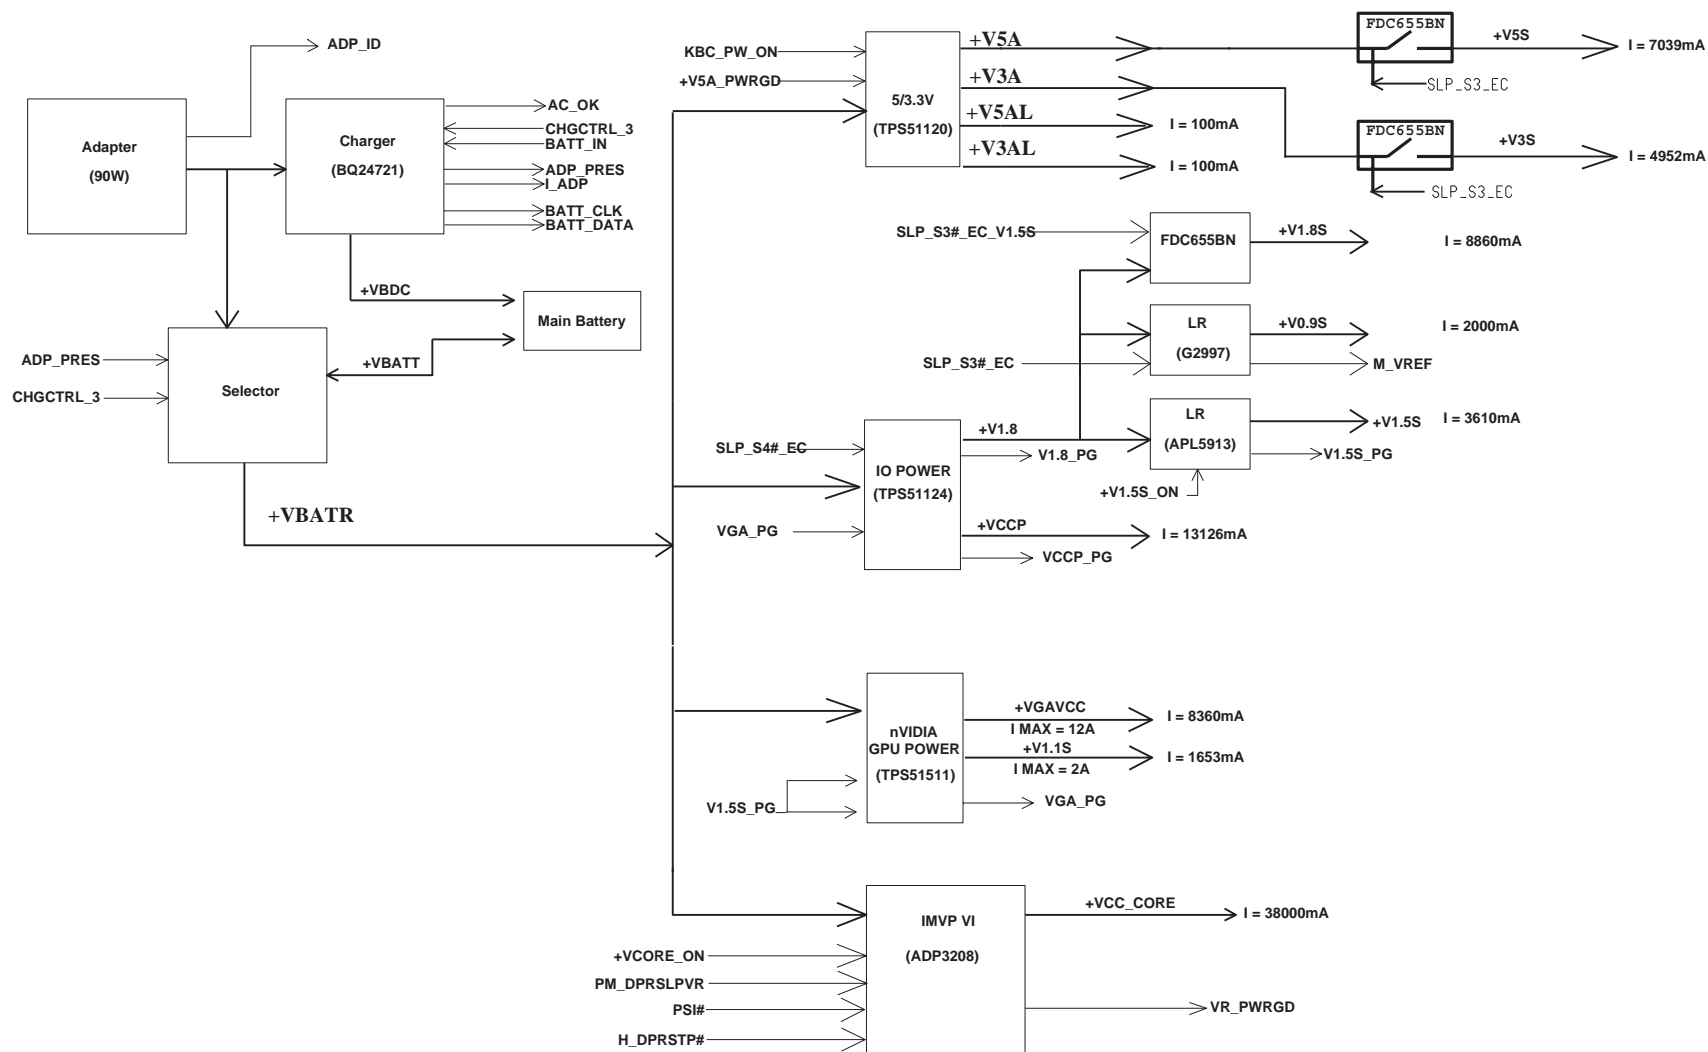 ADP_ID
Adapter
(90W)
Charger
(BQ24721)
AC_OK
CHGCTRL_3
BATT_IN
ADP_PRES
I_ADP
BATT_CLK
BATT_DATA
+VBDC
Main Battery
+VBATT
ADP_PRES
CHGCTRL_3
Selector
+VBATR
KBC_PW_ON
+V5A_PWRGD
5/3.3V
(TPS51120)
+V5A
+V3A
+V5AL
I = 100mA
+V3AL
I = 100mA
FDC655BN
+V5S
I = 7039mA
SLP_S3_EC
FDC655BN
+V3S
I = 4952mA
SLP_S3_EC
SLP_S3#_EC_V1.5S
FDC655BN
+V1.8S
I = 8860mA
LR
(G2997)
+V0.9S
I = 2000mA
SLP_S3#_EC
M_VREF
LR
(APL5913)
+V1.5S
I = 3610mA
V1.5S_PG
+V1.5S_ON
SLP_S4#_EC
IO POWER
(TPS51124)
+V1.8
V1.8_PG
VGA_PG
+VCCP
I = 13126mA
VCCP_PG
nVIDIA
GPU POWER
(TPS51511)
+VGAVCC
I MAX = 12A
I = 8360mA
+V1.1S
I MAX = 2A
I = 1653mA
V1.5S_PG
VGA_PG
IMVP VI
(ADP3208)
+VCC_CORE
I = 38000mA
+VCORE_ON
PM_DPRSLPVR
PSI#
H_DPRSTP#
VR_PWRGD